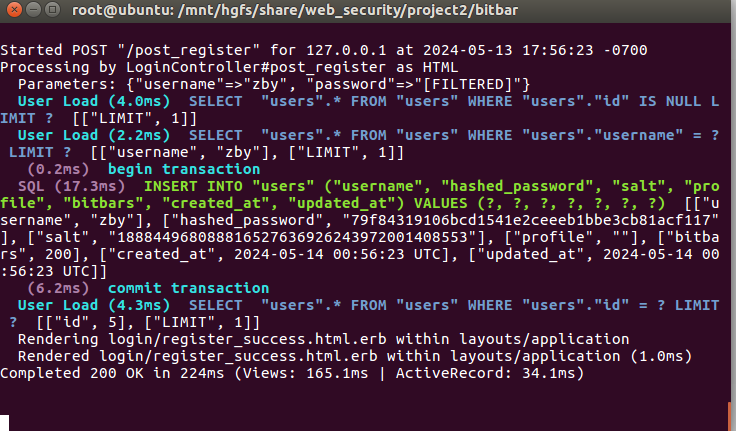 root@ubuntu: /mnt/hgfs/share/web_security/project2/bitbar
Started POST "/post_register" for 127.0.0.1 at 2024-05-13 17:56:23 -0700
Processing by LoginController#post_register as HTML
  Parameters: {"username"=>"zby", "password"=>"[FILTERED]"}
  User Load (4.0ms)  SELECT  "users".* FROM "users" WHERE "users"."id" IS NULL L
IMIT ?  [["LIMIT", 1]]
  User Load (2.2ms)  SELECT  "users".* FROM "users" WHERE "users"."username" = ?
 LIMIT ?  [["username", "zby"], ["LIMIT", 1]]
   (0.2ms)  begin transaction
  SQL (17.3ms)  INSERT INTO "users" ("username", "hashed_password", "salt", "pro
file", "bitbars", "created_at", "updated_at") VALUES (?, ?, ?, ?, ?, ?, ?)  [["u
sername", "zby"], ["hashed_password", "79f84319106bcd1541e2ceeeb1bbe3cb81acf117"
], ["salt", "188844968088816527636926243972001408553"], ["profile", ""], ["bitba
rs", 200], ["created_at", 2024-05-14 00:56:23 UTC], ["updated_at", 2024-05-14 00
:56:23 UTC]]
   (6.2ms)  commit transaction
  User Load (4.3ms)  SELECT  "users".* FROM "users" WHERE "users"."id" = ? LIMIT
 ?  [["id", 5], ["LIMIT", 1]]
  Rendering login/register_success.html.erb within layouts/application
  Rendered login/register_success.html.erb within layouts/application (1.0ms)
Completed 200 OK in 224ms (Views: 165.1ms | ActiveRecord: 34.1ms)